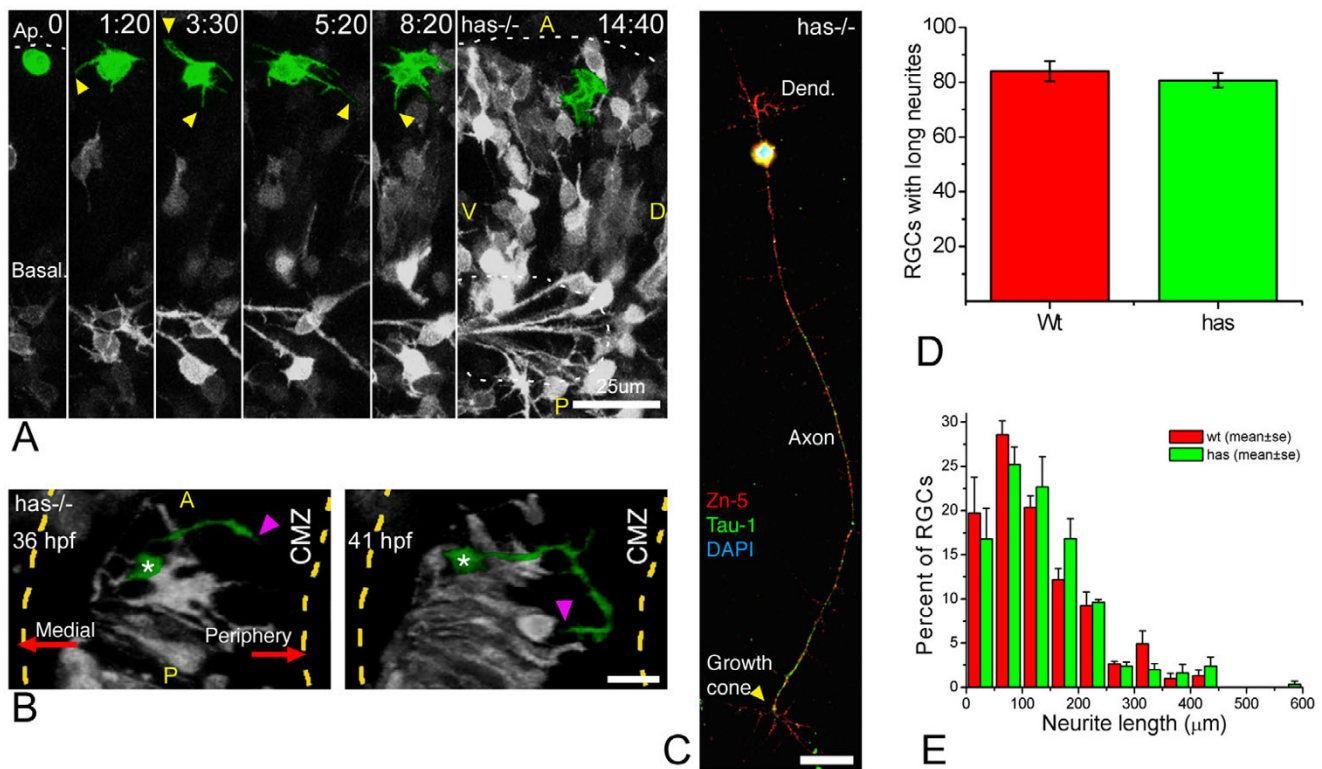 Ap. 0 1:20 3:30 5:20 8:20 has-/- A 14:40
Basal. V D
P 25um
A
has-/- A
36 hpf CMZ
*
Medial Periphery
P
41 hpf CMZ
*
B
has-/-
Dend.
Axon
Zn-5
Tau-1
DAPI
Growth
cone
C
RGCs with long neurites
100
80
60
40
20
Wt has
D
Percent of RGCs
30
25
20
15
10
5
0
wt (mean±se)
has (mean±se)
0 100 200 300 400 500 600
Neurite length (μm)
E